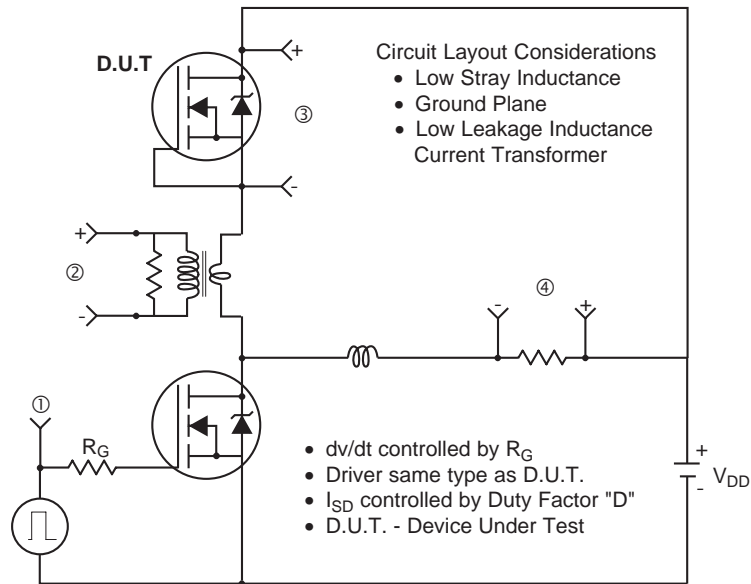 D.U.T
+
Circuit Layout Considerations
• Low Stray Inductance
• Ground Plane
• Low Leakage Inductance
Current Transformer
③
-
+
②
-
④
-
+
①
R_G
• dv/dt controlled by R_G
• Driver same type as D.U.T.
• I_SD controlled by Duty Factor "D"
• D.U.T. - Device Under Test
+
V_DD
-